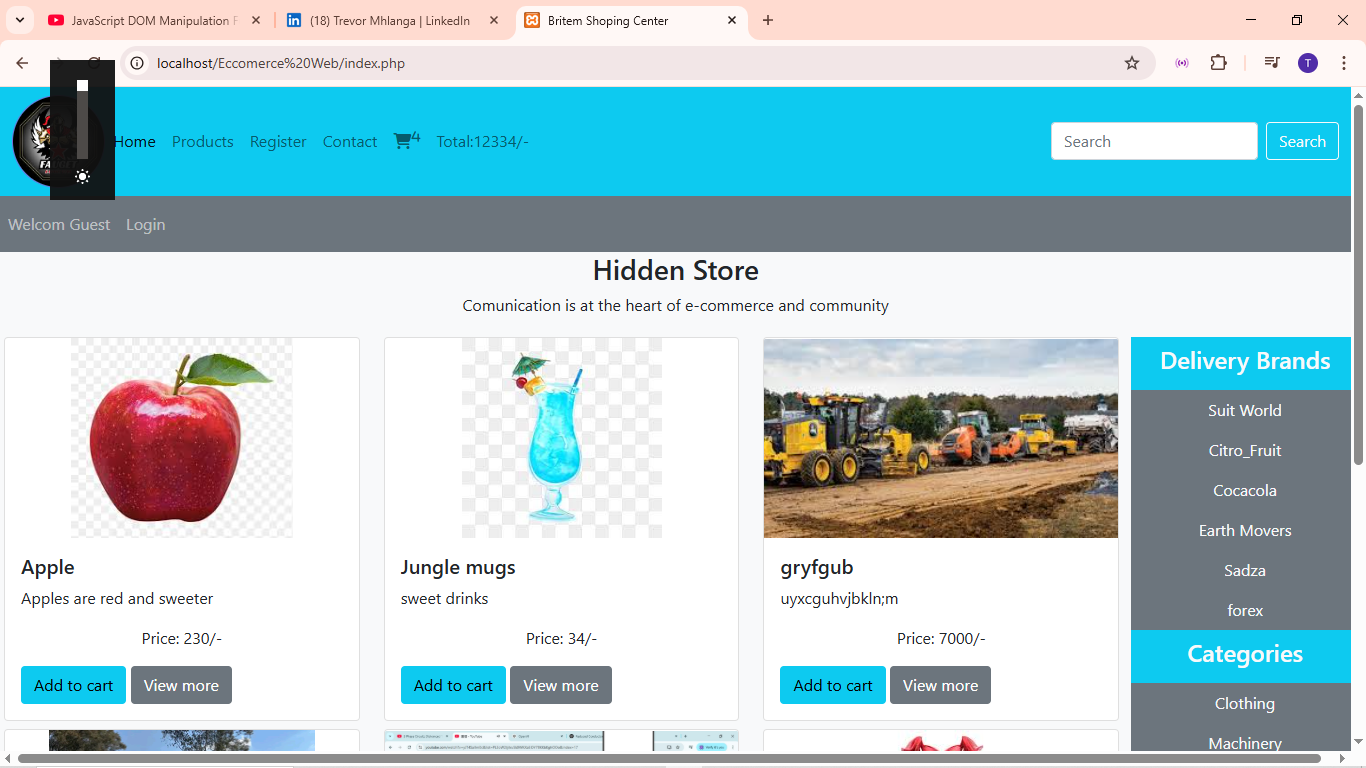 JavaScript DOM Manipulation F
(18) Trevor Mhlanga | LinkedIn
Britem Shoping Center
localhost/Eccomerce%20Web/index.php
T
Home Products Register Contact 4 Total:12334/-
Search Search
Welcom Guest Login
Hidden Store
Comunication is at the heart of e-commerce and community
Apple
Apples are red and sweeter
Price: 230/-
Add to cart View more
Jungle mugs
sweet drinks
Price: 34/-
Add to cart View more
gryfgub
uyxcguhvjbkln;m
Price: 7000/-
Add to cart View more
Delivery Brands
Suit World
Citro_Fruit
Cocacola
Earth Movers
Sadza
forex
Categories
Clothing
Machinery